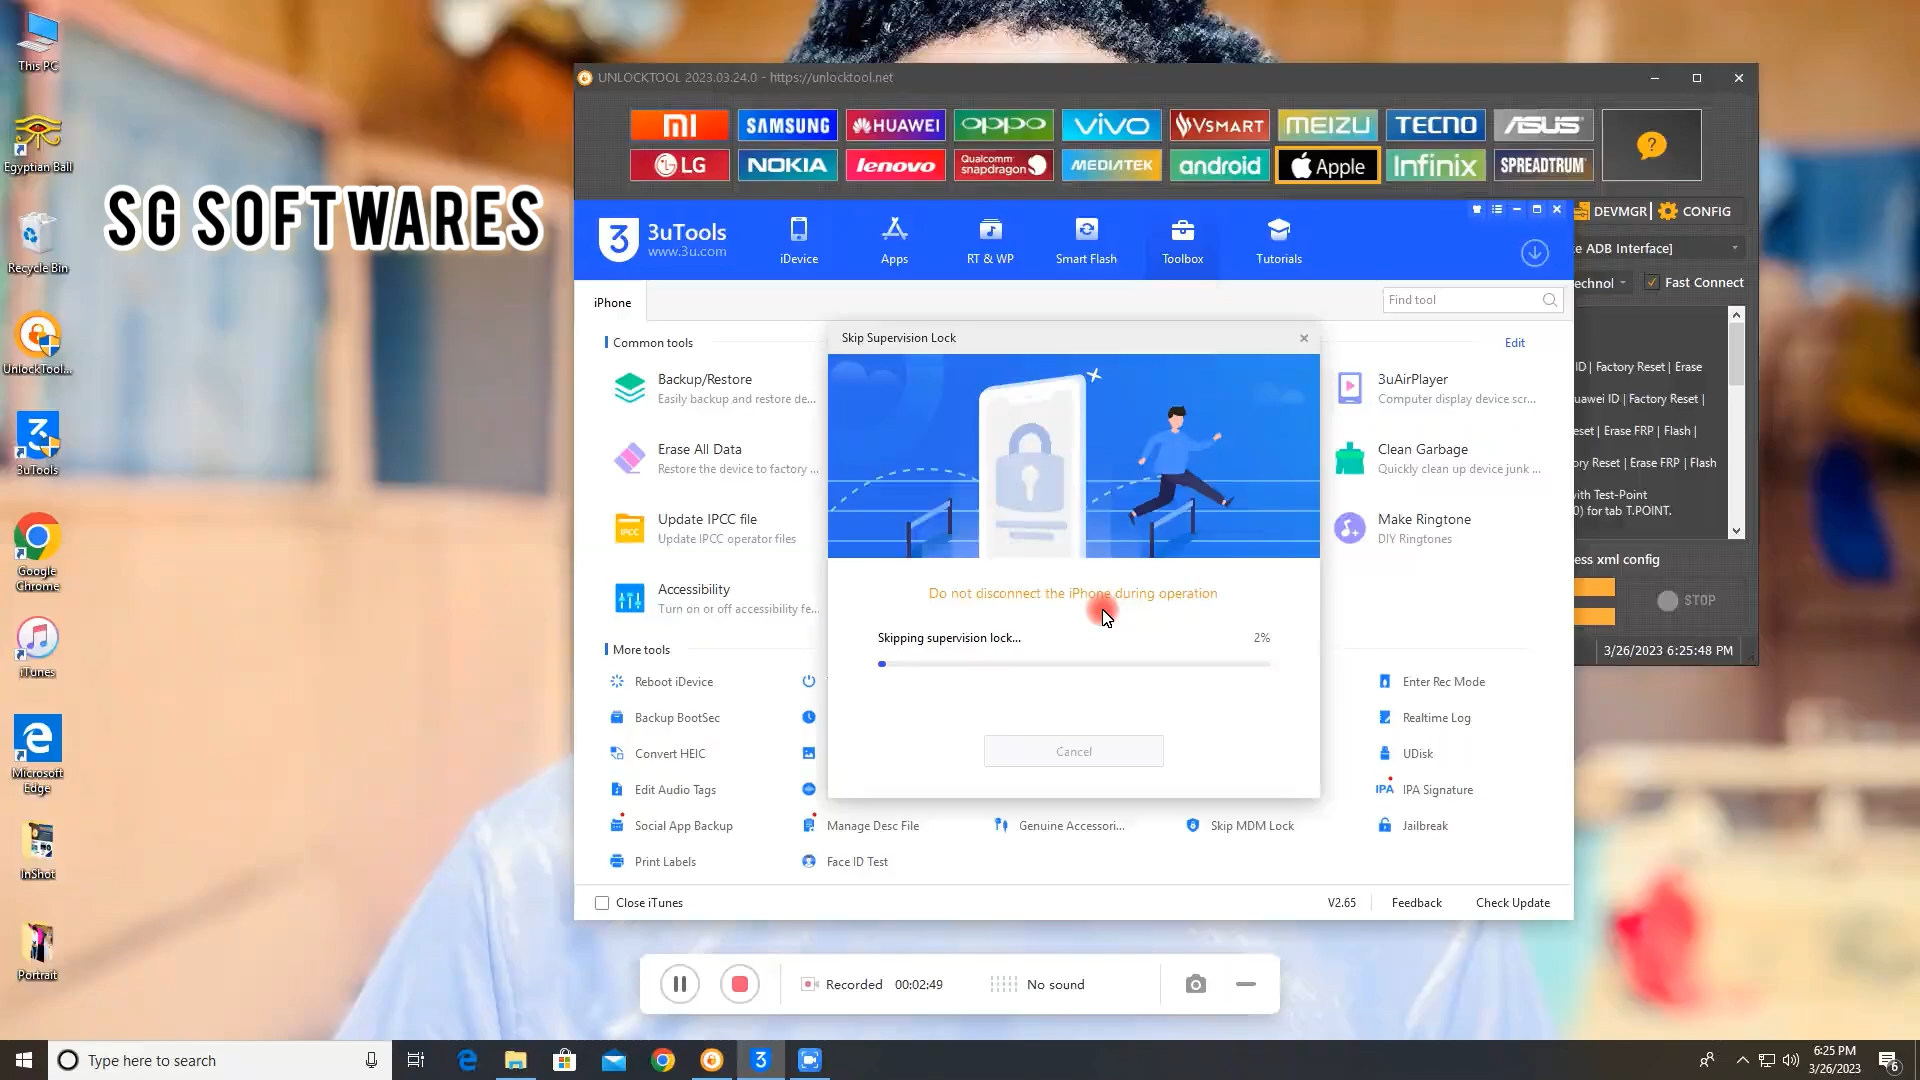 This PC
Egyptian Ball
Recycle Bin
UnlockTool...
3uTools
Google
Chrome
iTunes
Microsoft
Edge
InShot
Portrait
SG SOFTWARES
UNLOCKTOOL 2023.03.24.0 - https://unlocktool.net
MI
SAMSUNG
HUAWEI
OPPO
VIVO
VSMART
MEIZU
TECNO
ASUS
?
LG
NOKIA
lenovo
Qualcomm
snapdragon
MEDIATEK
android
Apple
Infinix
SPREADTRUM
DEVMGR
CONFIG
ADB Interface]
Fast Connect
ID | Factory Reset | Erase
ID | Factory Reset |
| Erase FRP | Flash |
Reset | Erase FRP | Flash
with Test-Point
for tab T.POINT.
xml config
STOP
3/26/2023 6:25:48 PM
3
3uTools
www.3u.com
iDevice
Apps
RT & WP
Smart Flash
Toolbox
Tutorials
iPhone
Find tool
Common tools
Edit
Backup/Restore
Easily backup and restore de...
Erase All Data
Restore the device to factory ...
Update IPCC file
Update IPCC operator files
IPCC
Accessibility
Turn on or off accessibility fe...
3uAirPlayer
Computer display device scr...
Clean Garbage
Quickly clean up device junk ...
Make Ringtone
DIY Ringtones
Skip Supervision Lock
Do not disconnect the iPhone during operation
Skipping supervision lock...
2%
Cancel
More tools
Reboot iDevice
Enter Rec Mode
Backup BootSec
Realtime Log
Convert HEIC
UDisk
Edit Audio Tags
IPA
IPA Signature
Social App Backup
Manage Desc File
Genuine Accessori...
Skip MDM Lock
Jailbreak
Print Labels
Face ID Test
Close iTunes
V2.65
Feedback
Check Update
Recorded 00:02:49
No sound
Type here to search
6:25 PM
3/26/2023
6